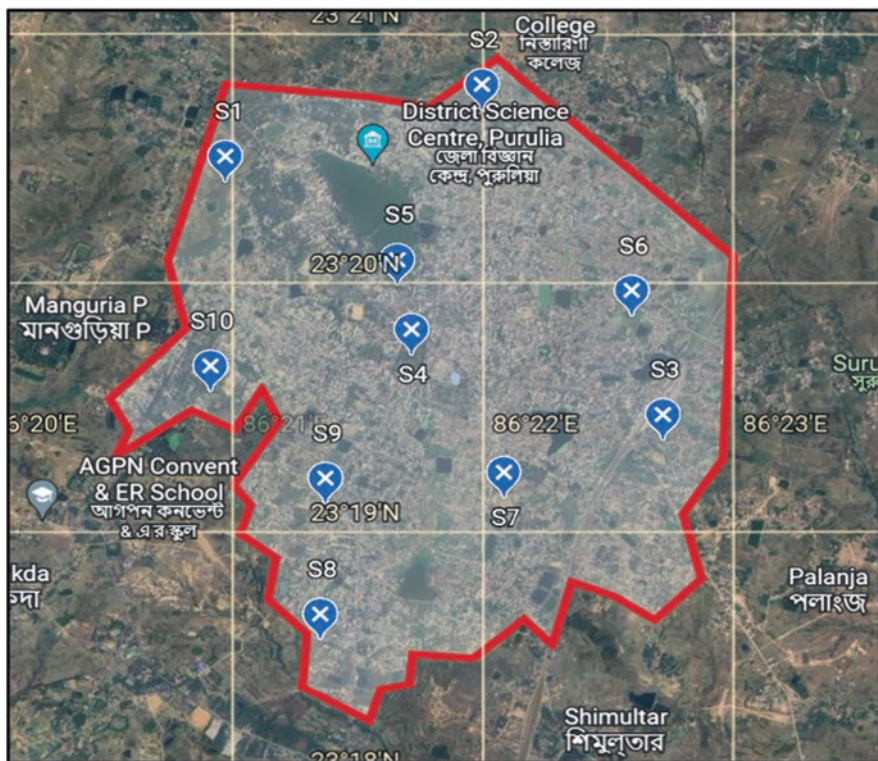 23°21'N
College
নিস্তারিণী
কলেজ
S2
S1
District Science
Centre, Purulia
জেলা বিজ্ঞান
কেন্দ্র, পুরুলিয়া
S5
23°20'N
S6
Manguria P
মানগুড়িয়া P
S10
S4
S3
Suru
সুরু
6°20'E
86°21'E
86°22'E
86°23'E
S9
AGPN Convent
& ER School
আগপন কনভেন্ট
& এ র স্কুল
23°19'N
S7
kda
কদা
S8
Palanja
পলাংজ
Shimultar
শিমুল্তার
23°18'N